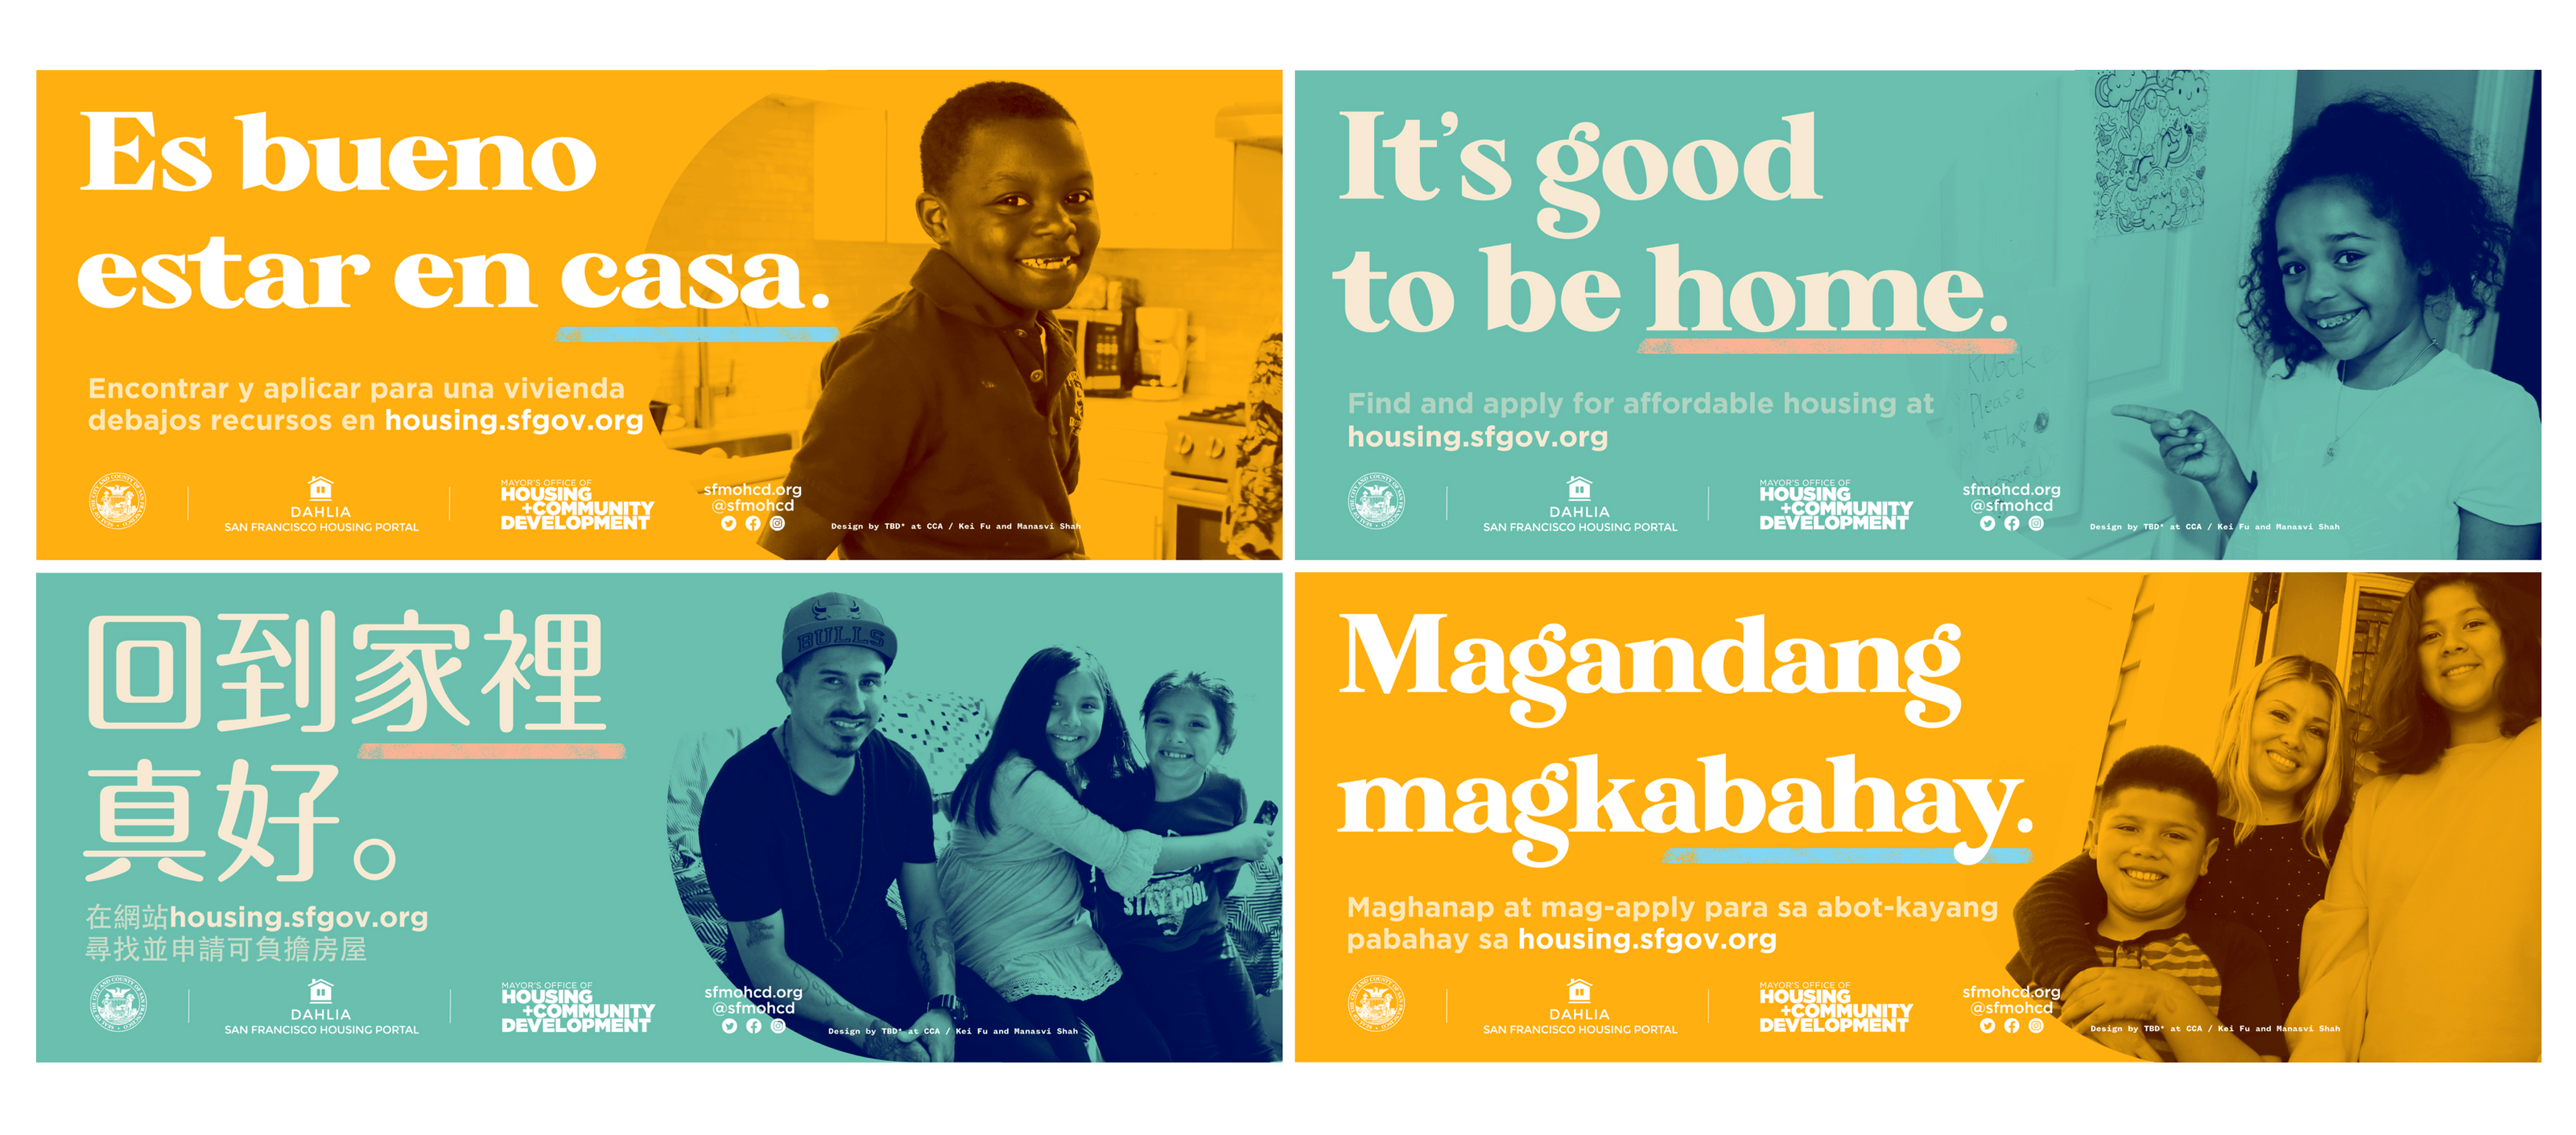 Es bueno
estar en casa.
Encontrar y aplicar para una vivienda
debajos recursos en housing.sfgov.org
DAHLIA
SAN FRANCISCO HOUSING PORTAL
MAYOR'S OFFICE OF
HOUSING
+COMMUNITY
DEVELOPMENT
sfmohcd.org
@sfmohcd
Design by TBD* at CCA / Kei Fu and Manasvi Shah
It's good
to be home.
Knock
Please
Find and apply for affordable housing at
housing.sfgov.org
DAHLIA
SAN FRANCISCO HOUSING PORTAL
MAYOR'S OFFICE OF
HOUSING
+COMMUNITY
DEVELOPMENT
sfmohcd.org
@sfmohcd
Design by TBD* at CCA / Kei Fu and Manasvi Shah
回到家裡
真好。
BULLS
STAY COOL
在網站housing.sfgov.org
尋找並申請可負擔房屋
DAHLIA
SAN FRANCISCO HOUSING PORTAL
MAYOR'S OFFICE OF
HOUSING
+COMMUNITY
DEVELOPMENT
sfmohcd.org
@sfmohcd
Design by TBD* at CCA / Kei Fu and Manasvi Shah
Magandang
magkabahay.
Maghanap at mag-apply para sa abot-kayang
pabahay sa housing.sfgov.org
DAHLIA
SAN FRANCISCO HOUSING PORTAL
MAYOR'S OFFICE OF
HOUSING
+COMMUNITY
DEVELOPMENT
sfmohcd.org
@sfmohcd
Design by TBD* at CCA / Kei Fu and Manasvi Shah